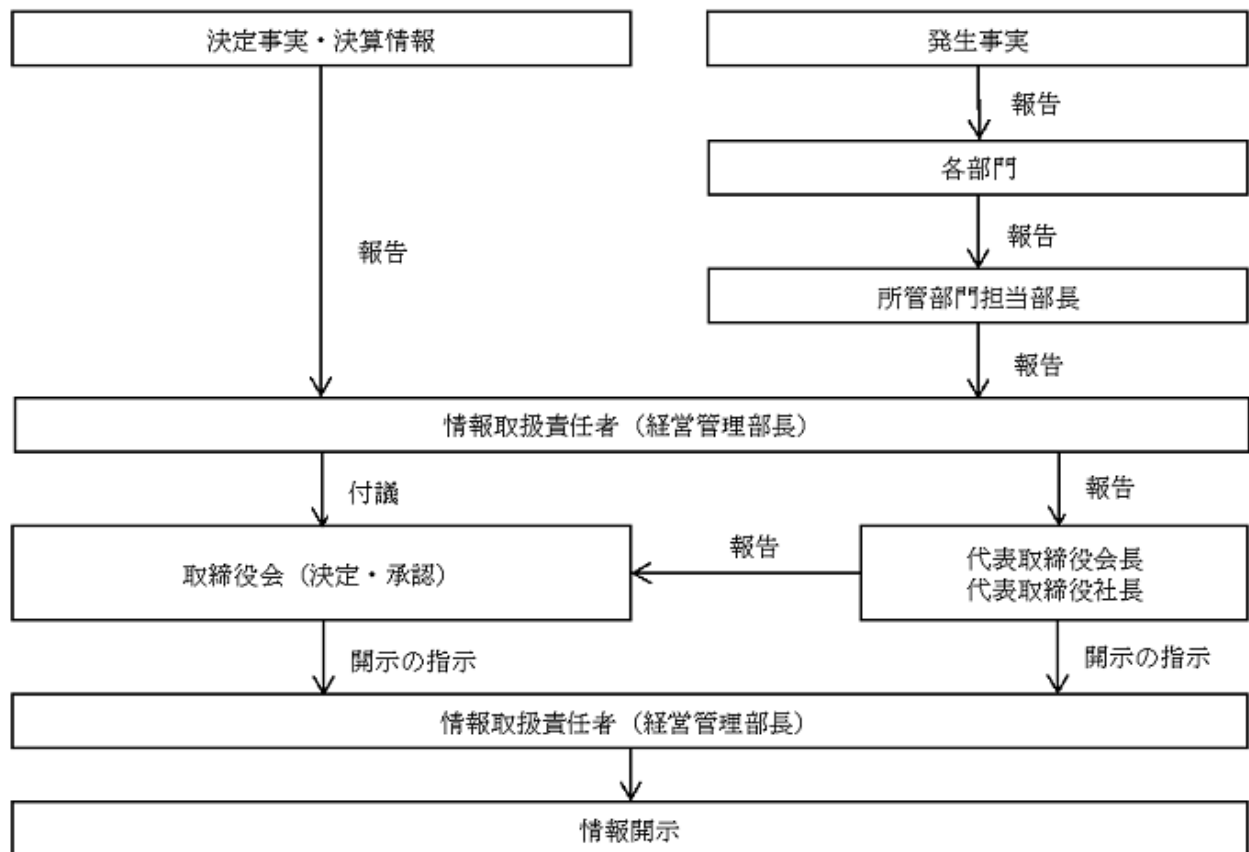 決定事実・決算情報
発生事実
報告
各部門
報告
報告
所管部門担当部長
報告
情報取扱責任者（経営管理部長）
付議
報告
取締役会（決定・承認）
報告
代表取締役会長
代表取締役社長
開示の指示
開示の指示
情報取扱責任者（経営管理部長）
情報開示